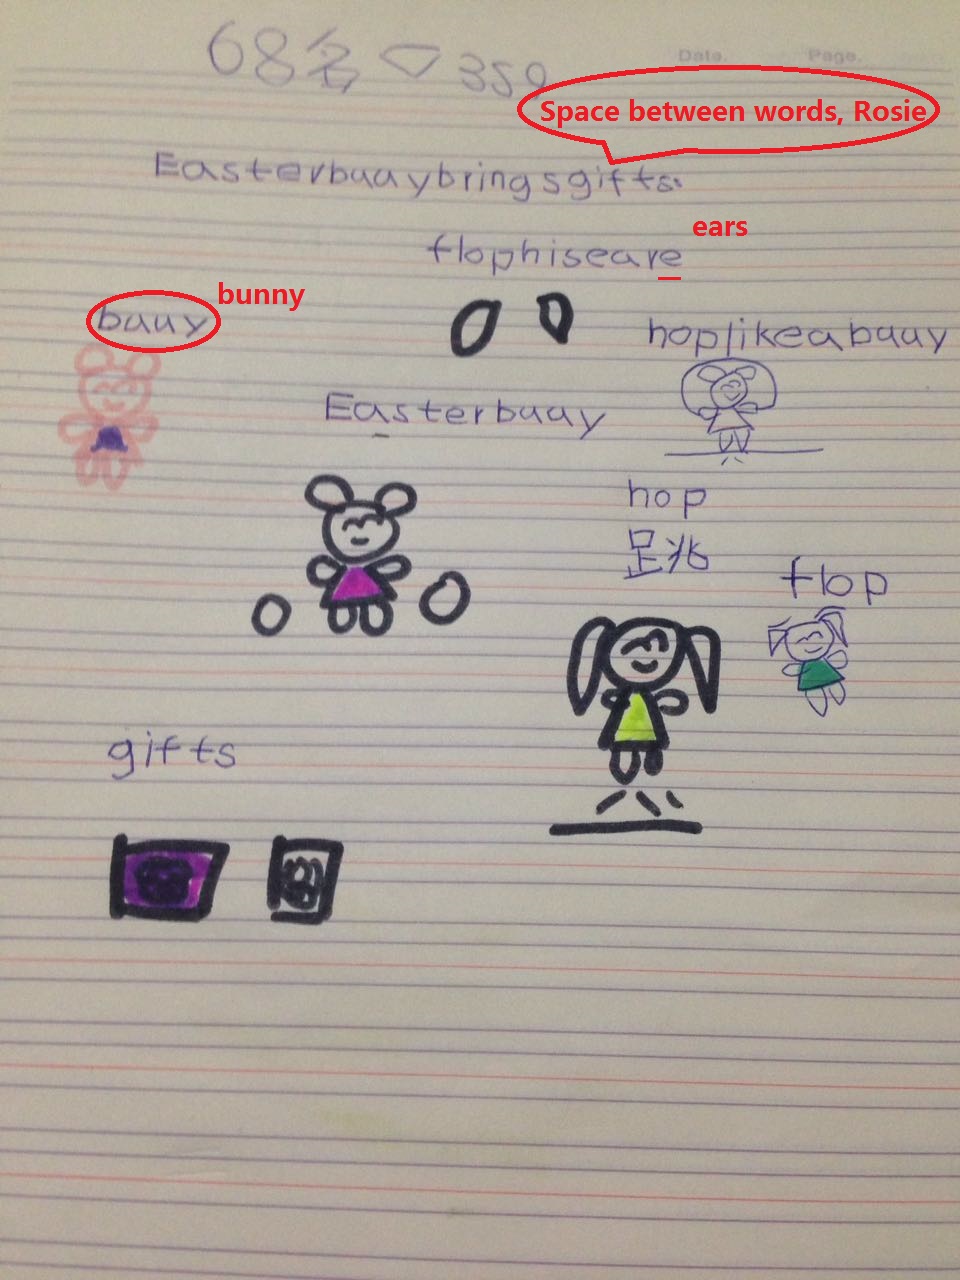 68名 359
Date. Page.
Space between words, Rosie
Easterbuuybringsgifts.
flophiseare
ears
buuy
bunny
hoplikeabuuy
Easterbuuy
hop
跳
flop
gifts